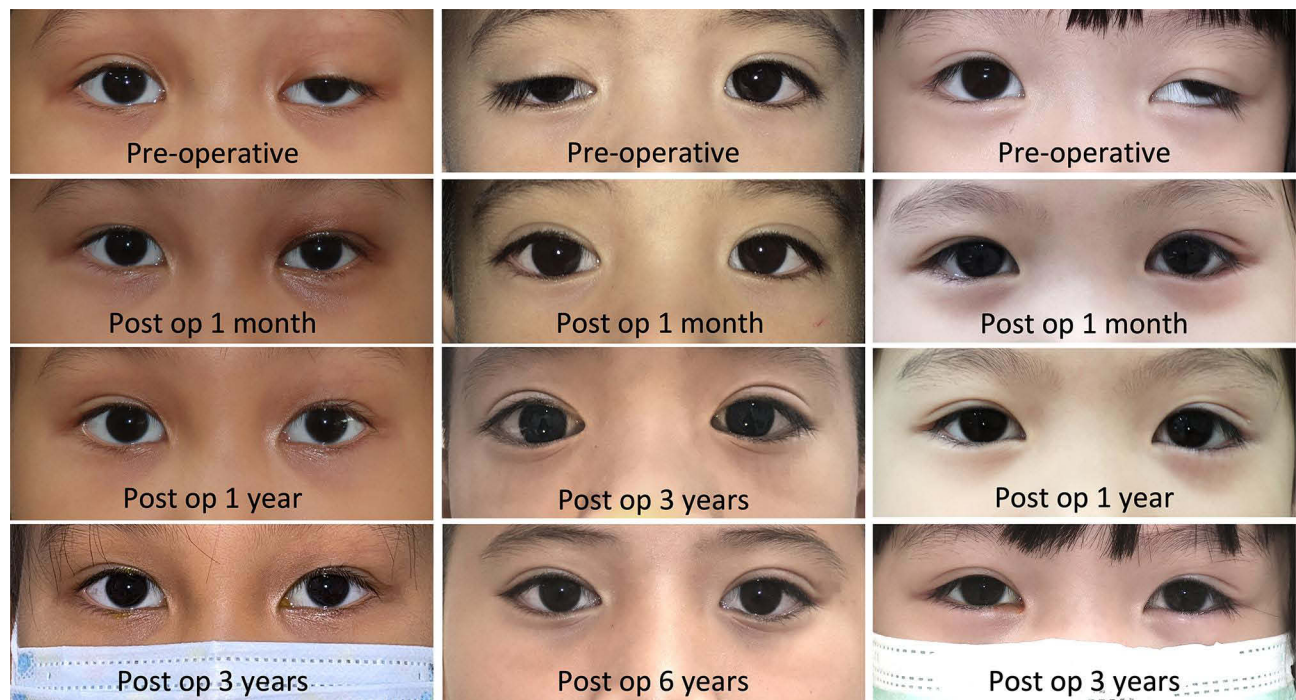 Pre-operative
Pre-operative
Pre-operative
Post op 1 month
Post op 1 month
Post op 1 month
Post op 1 year
Post op 3 years
Post op 1 year
Post op 3 years
Post op 6 years
Post op 3 years